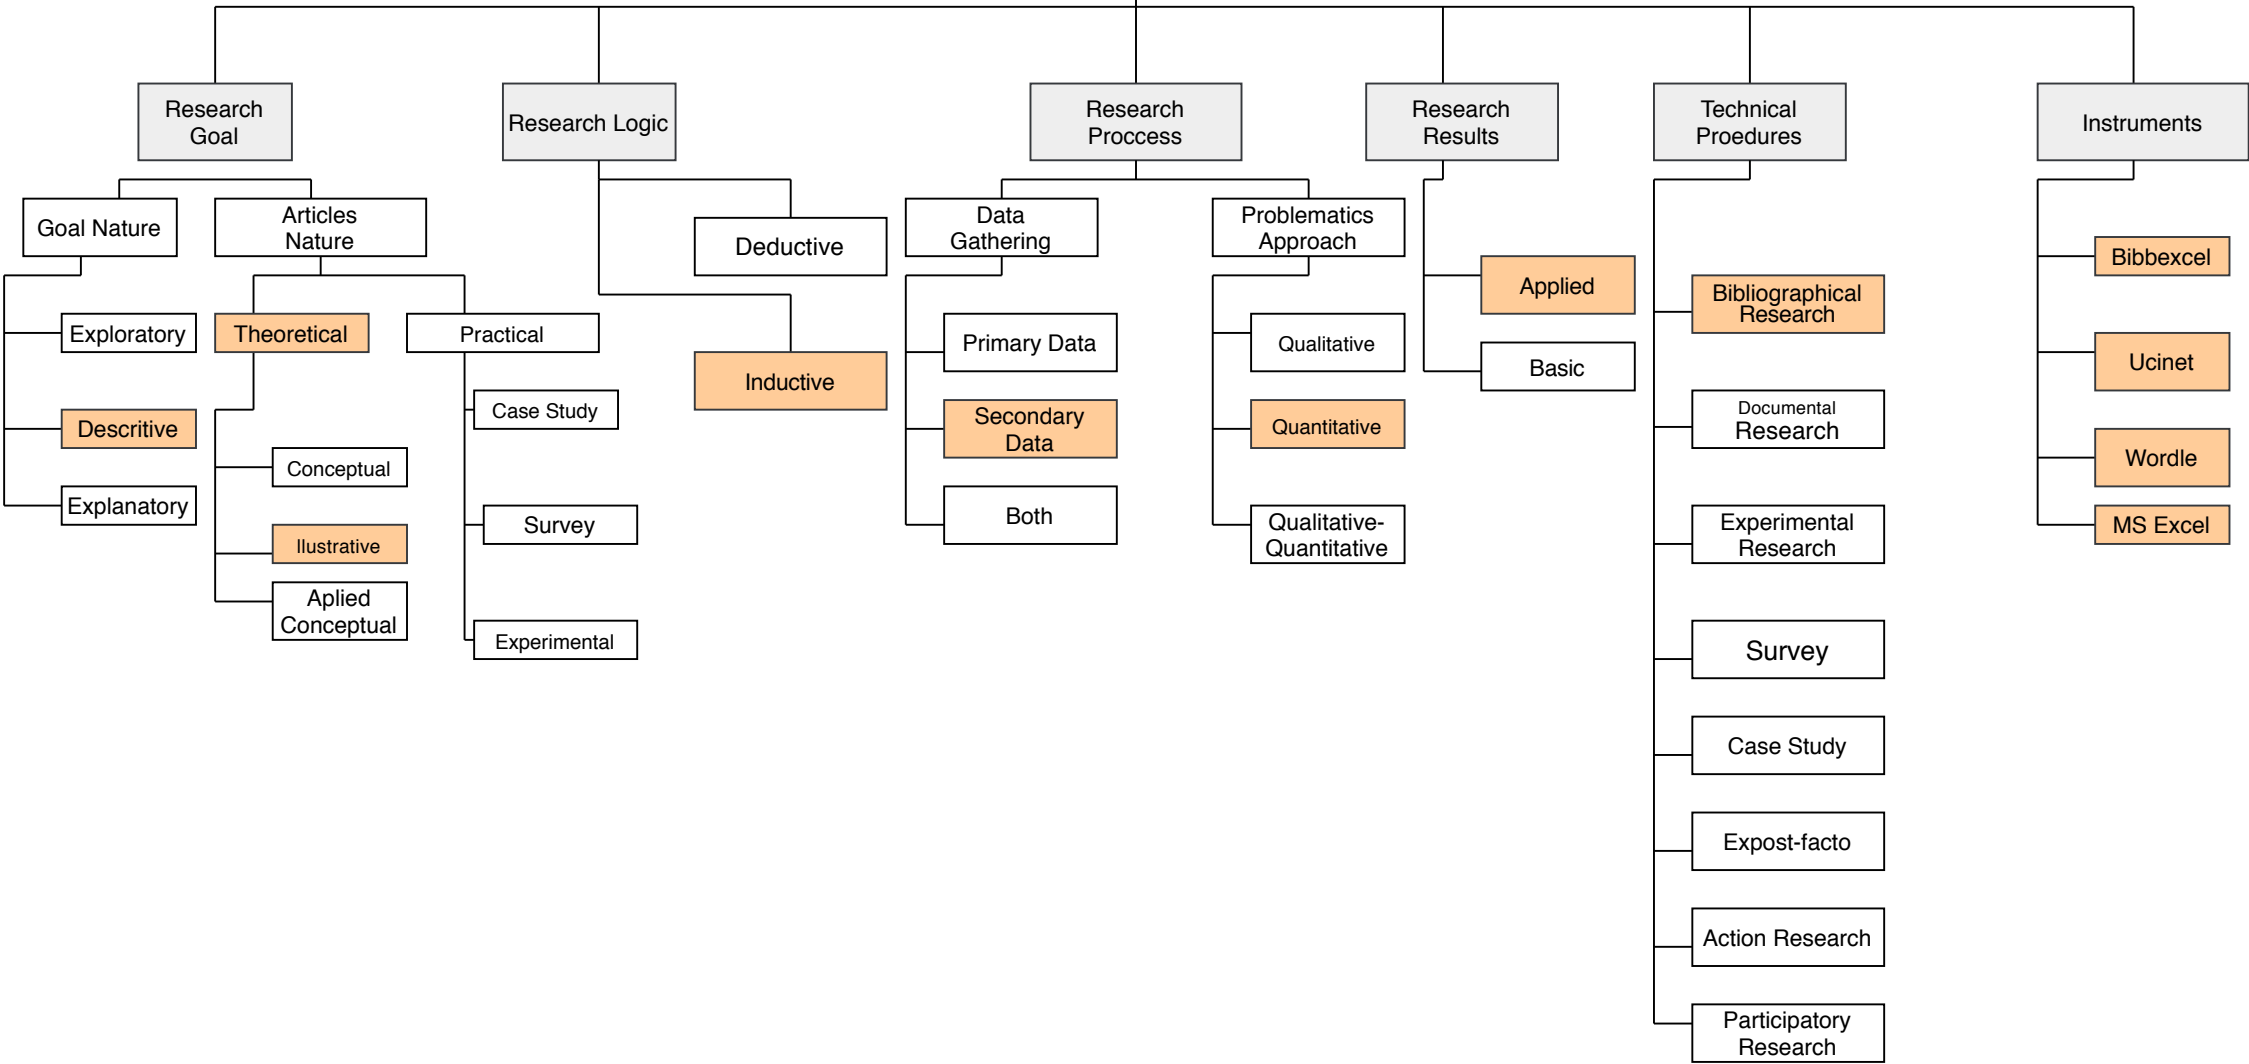 Research
Goal
Research Logic
Research
Proccess
Research
Results
Technical
Proedures
Instruments
Goal Nature
Articles
Nature
Exploratory
Descritive
Explanatory
Theoretical
Practical
Conceptual
Ilustrative
Aplied
Conceptual
Case Study
Survey
Experimental
Deductive
Inductive
Data
Gathering
Problematics
Approach
Primary Data
Secondary
Data
Both
Qualitative
Quantitative
Qualitative-
Quantitative
Applied
Basic
Bibliographical
Research
Documental
Research
Experimental
Research
Survey
Case Study
Expost-facto
Action Research
Participatory
Research
Bibbexcel
Ucinet
Wordle
MS Excel